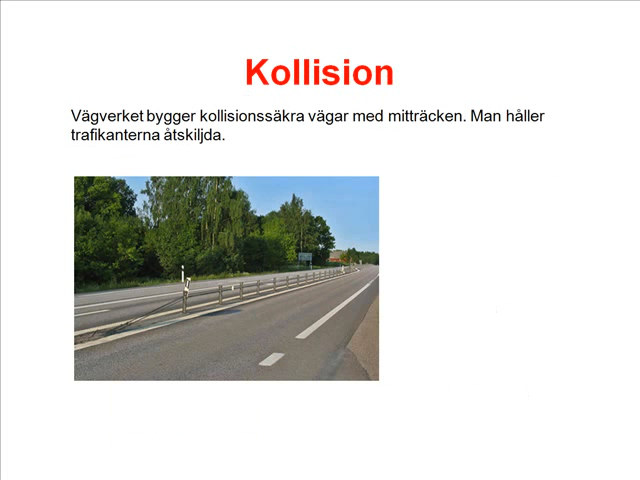 Kollision
Vägverket bygger kollisionssäkra vägar med mitträcken. Man håller
trafikanterna åtskiljda.